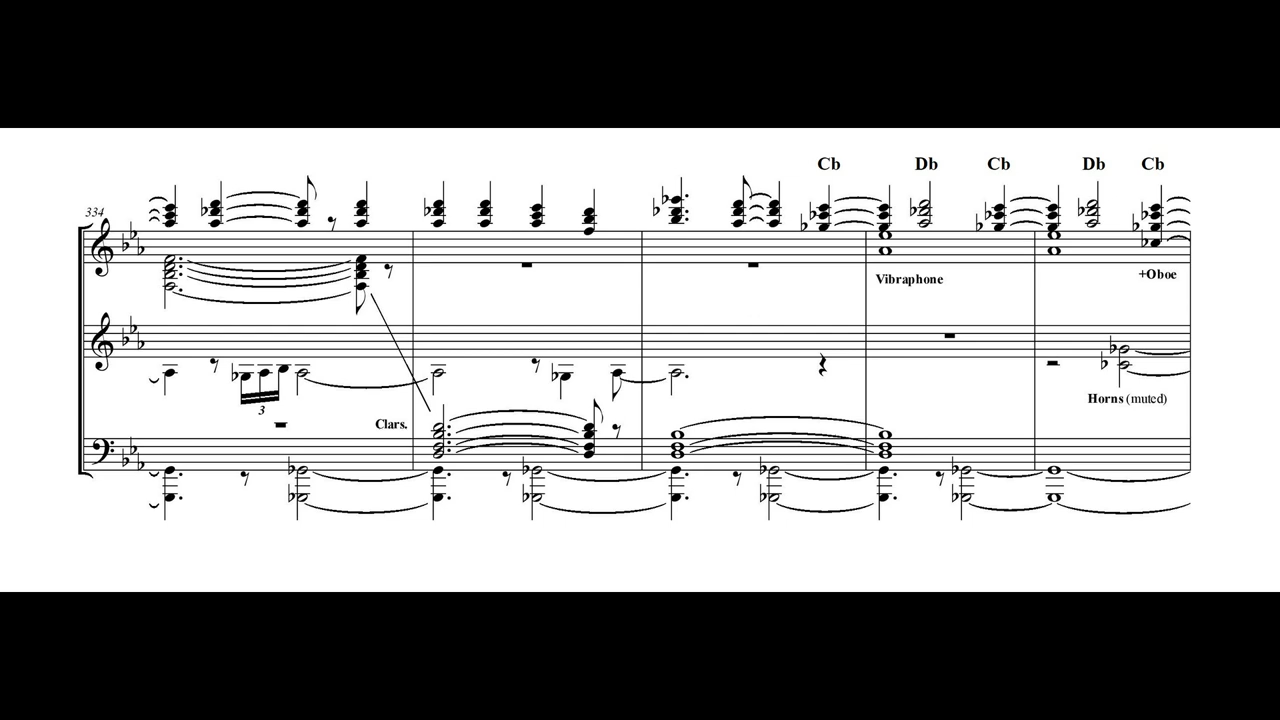 Cb Db Cb Db Cb
334
+Oboe
Vibraphone
Horns (muted)
3
Clars.